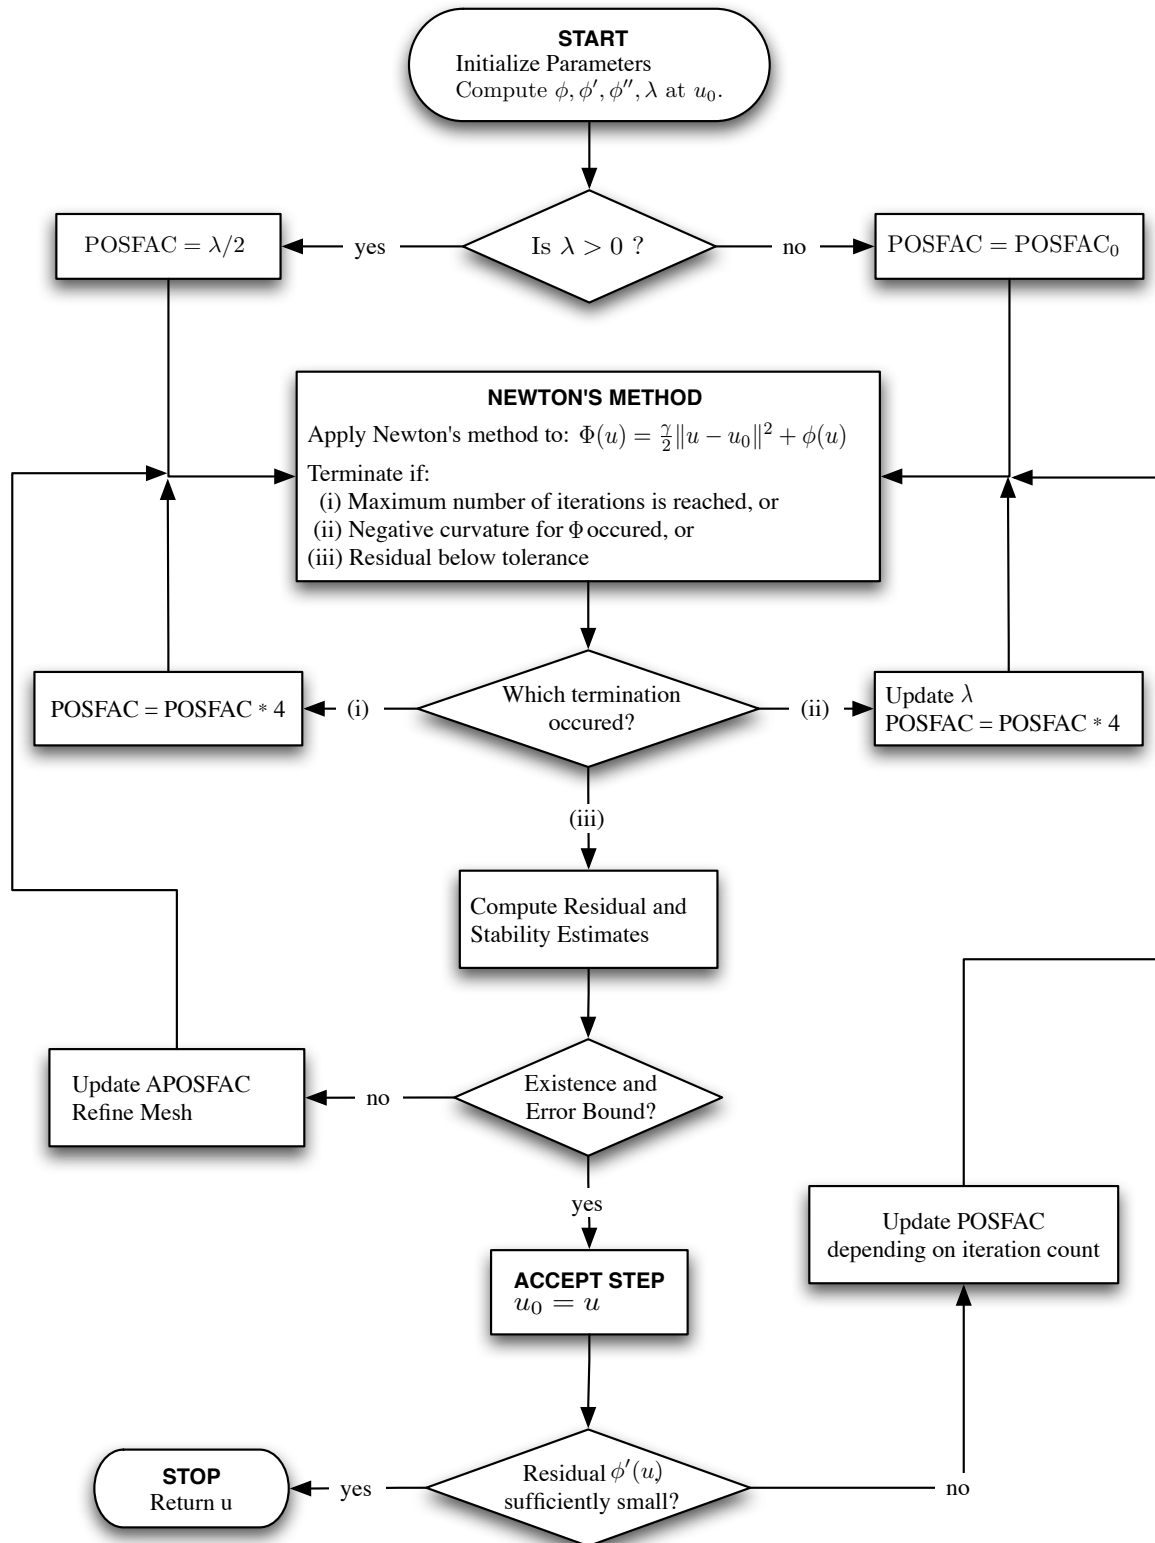 START
Initialize Parameters
Compute ϕ, ϕ′, ϕ′′, λ at u₀.
POSFAC = λ/2
yes
Is λ > 0 ?
no
POSFAC = POSFAC₀
NEWTON'S METHOD
Apply Newton's method to: Φ(u) = γ/2 ‖u − u₀‖² + ϕ(u)
Terminate if:
(i) Maximum number of iterations is reached, or
(ii) Negative curvature for Φ occured, or
(iii) Residual below tolerance
POSFAC = POSFAC * 4
(i)
Which termination
occured?
(ii)
Update λ
POSFAC = POSFAC * 4
(iii)
Compute Residual and
Stability Estimates
Update APOSFAC
Refine Mesh
no
Existence and
Error Bound?
yes
Update POSFAC
depending on iteration count
ACCEPT STEP
u₀ = u
STOP
Return u
yes
Residual ϕ′(u)
sufficiently small?
no